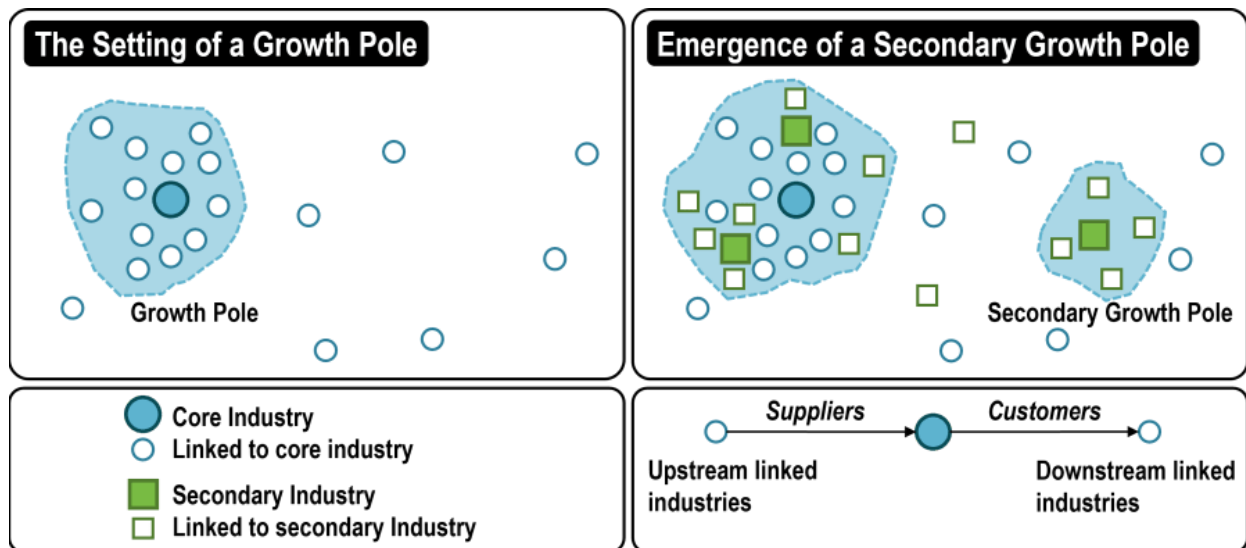 The Setting of a Growth Pole
Growth Pole
Emergence of a Secondary Growth Pole
Secondary Growth Pole
Core Industry
Linked to core industry
Secondary Industry
Linked to secondary Industry
Suppliers
Customers
Upstream linked
industries
Downstream linked
industries